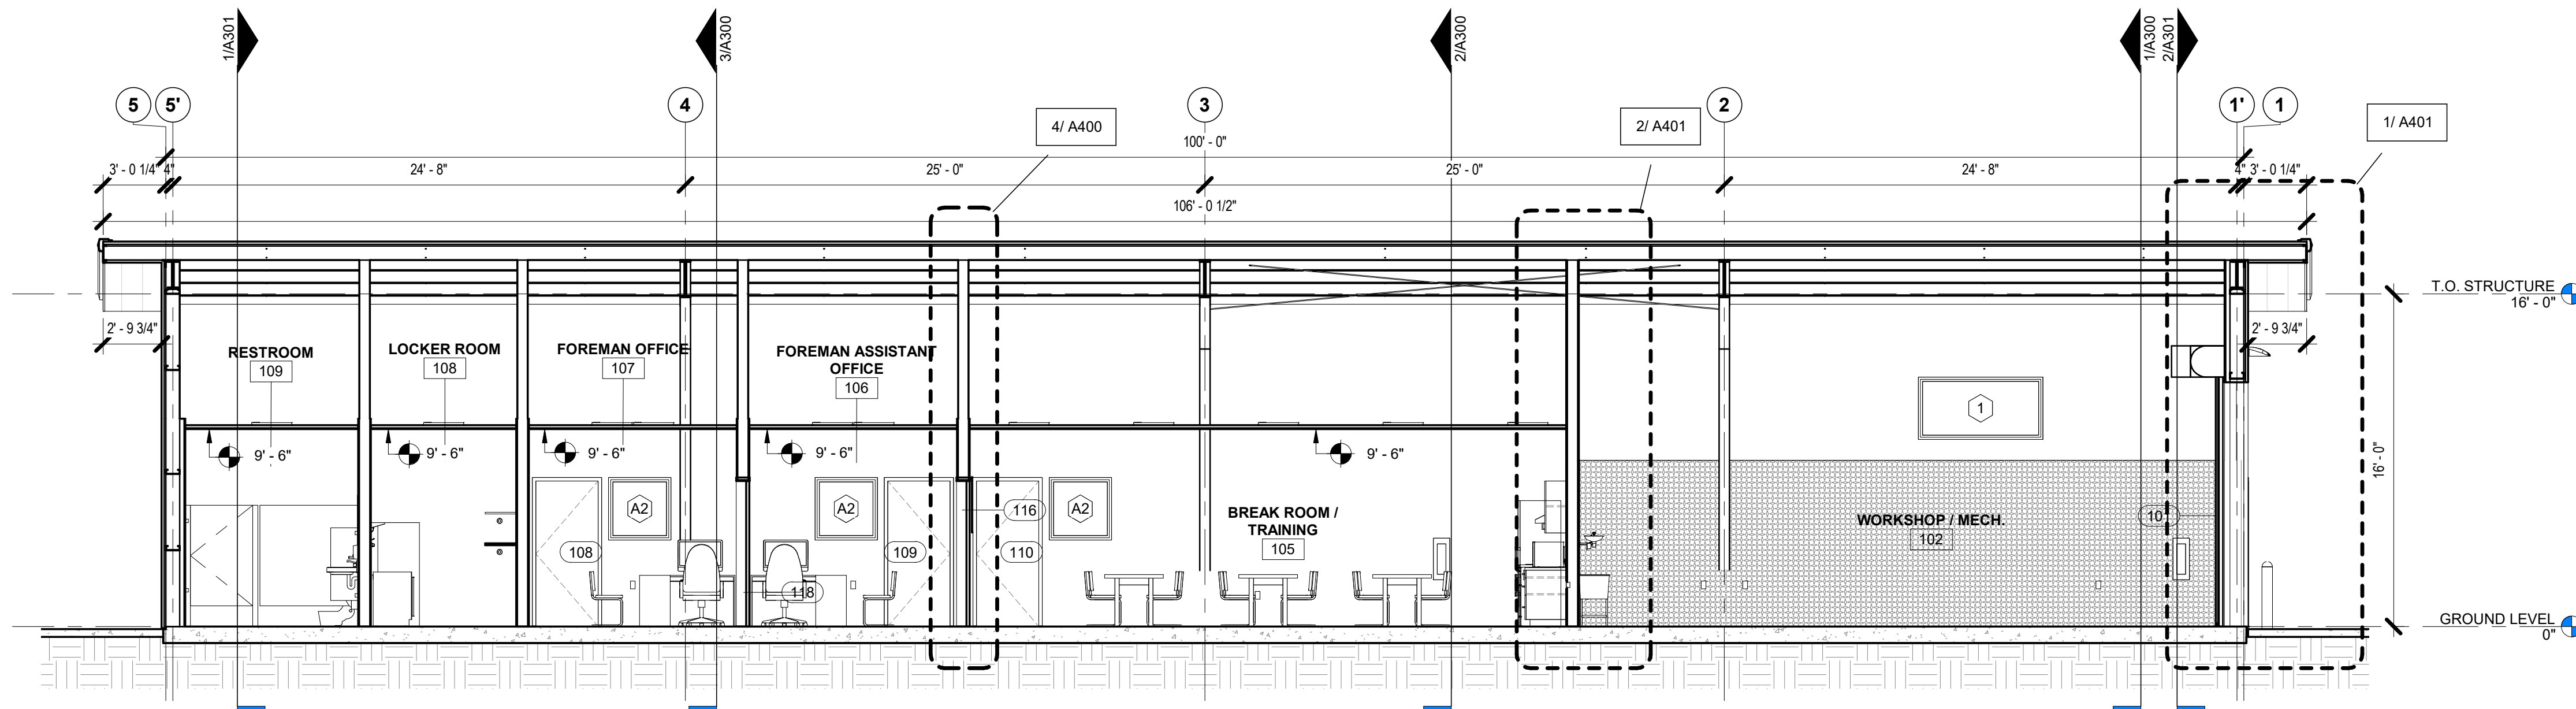 1/A301
3/A300
2/A300
1/A300
2/A301
5
5'
4
3
2
1'
1
4/ A400
2/ A401
1/ A401
100' - 0"
3' - 0 1/4"
4"
24' - 8"
25' - 0"
25' - 0"
24' - 8"
4"
3' - 0 1/4"
106' - 0 1/2"
T.O. STRUCTURE
16' - 0"
2' - 9 3/4"
2' - 9 3/4"
RESTROOM
109
LOCKER ROOM
108
FOREMAN OFFICE
107
FOREMAN ASSISTANT
OFFICE
106
1
9' - 6"
9' - 6"
9' - 6"
9' - 6"
9' - 6"
16' - 0"
A2
A2
A2
116
BREAK ROOM /
TRAINING
105
WORKSHOP / MECH.
102
10
108
109
110
118
GROUND LEVEL
0"